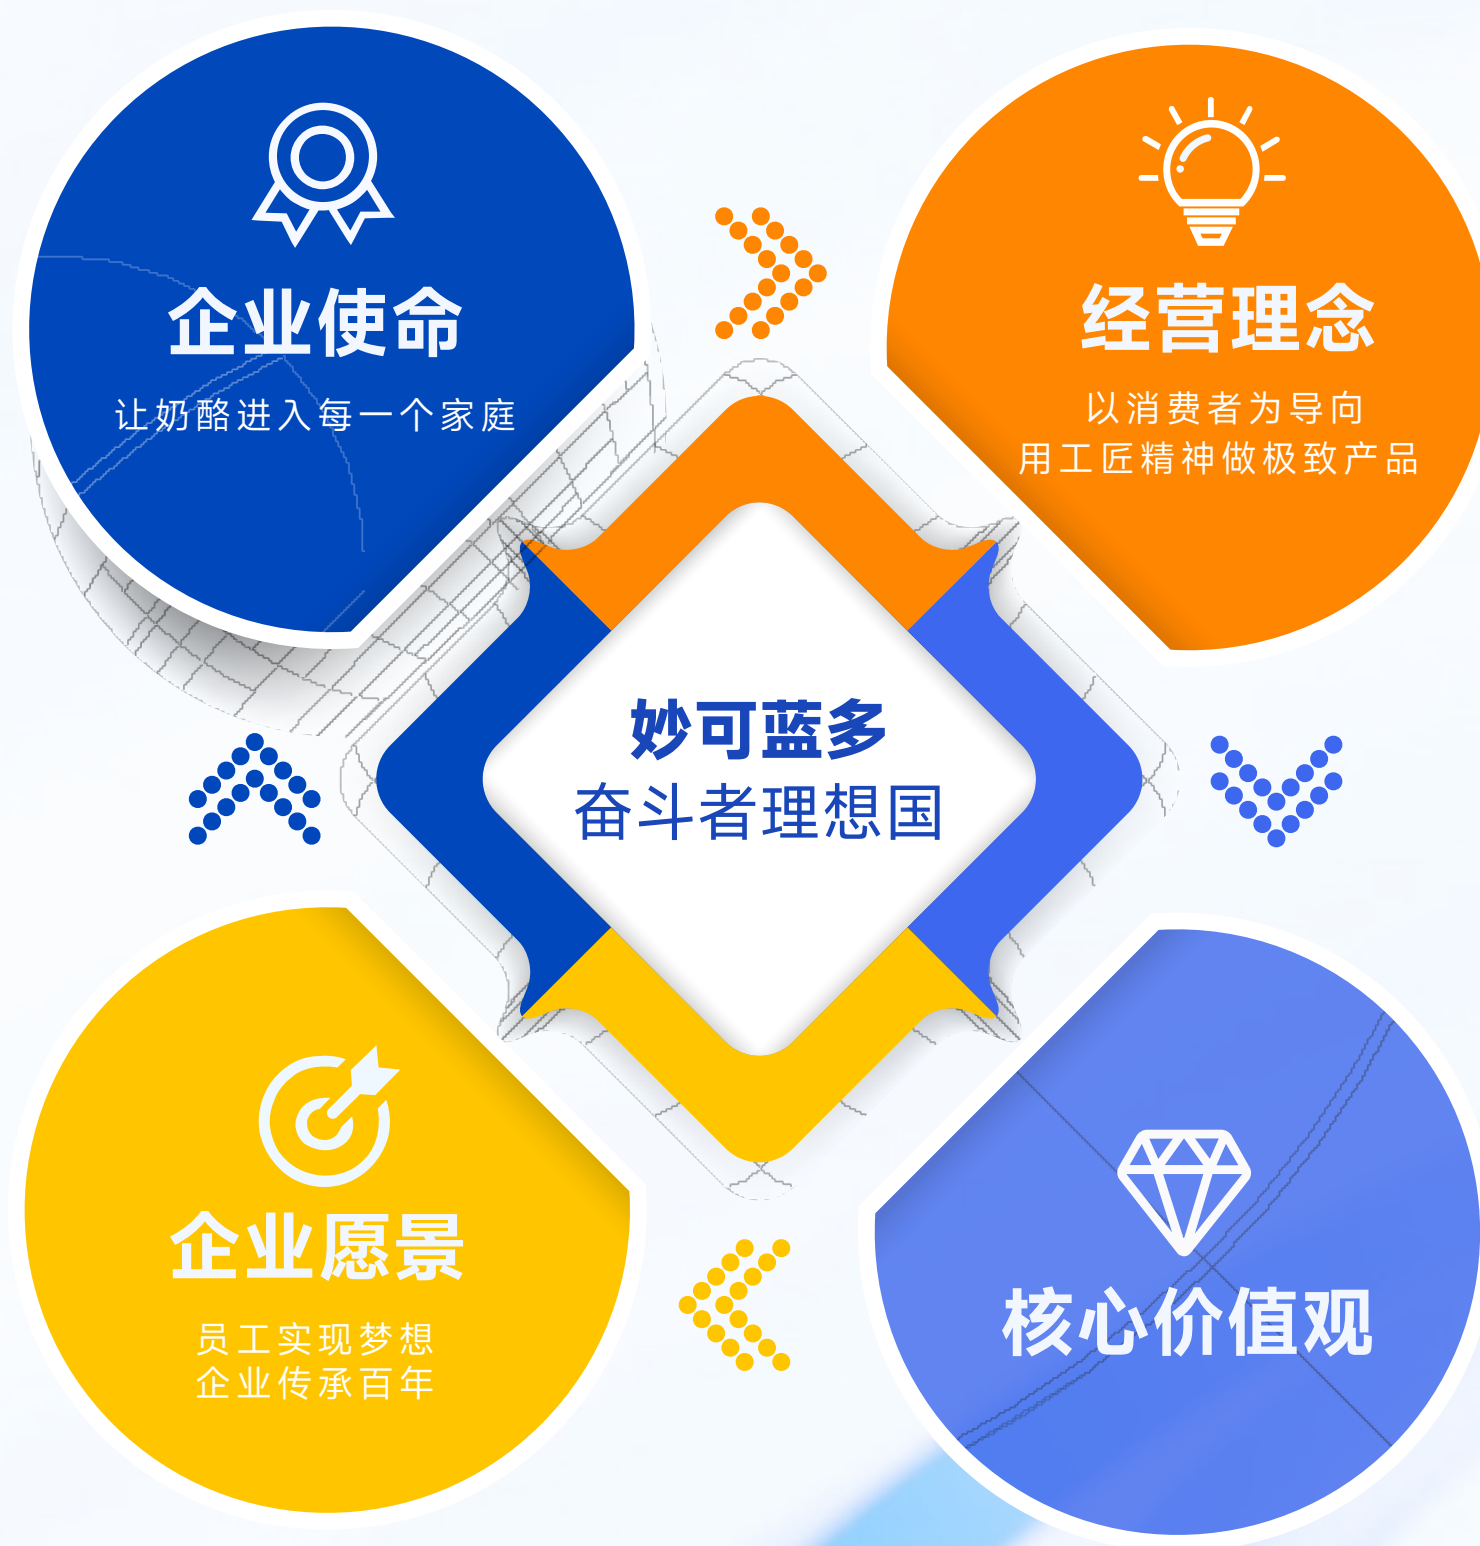 企业使命
让奶酪进入每一个家庭
经营理念
以消费者为导向
用工匠精神做极致产品
妙可蓝多
奋斗者理想国
企业愿景
员工实现梦想
企业传承百年
核心价值观